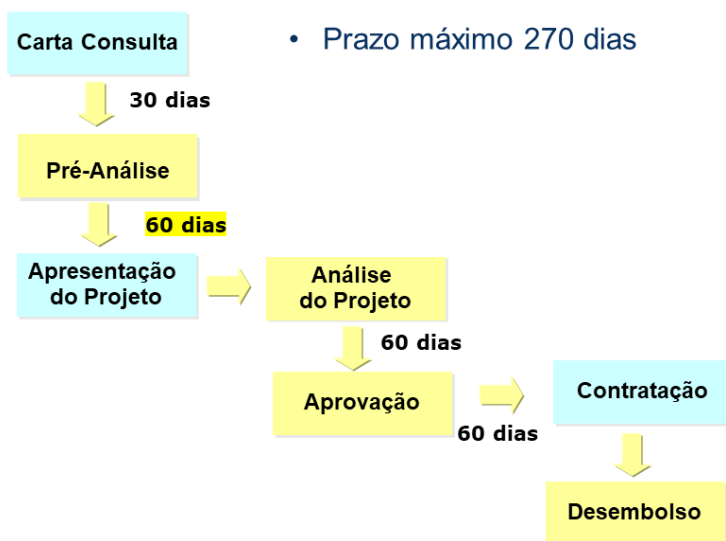 Carta Consulta
• Prazo máximo 270 dias
30 dias
Pré-Análise
60 dias
Apresentação
do Projeto
Análise
do Projeto
60 dias
Aprovação
60 dias
Contratação
Desembolso